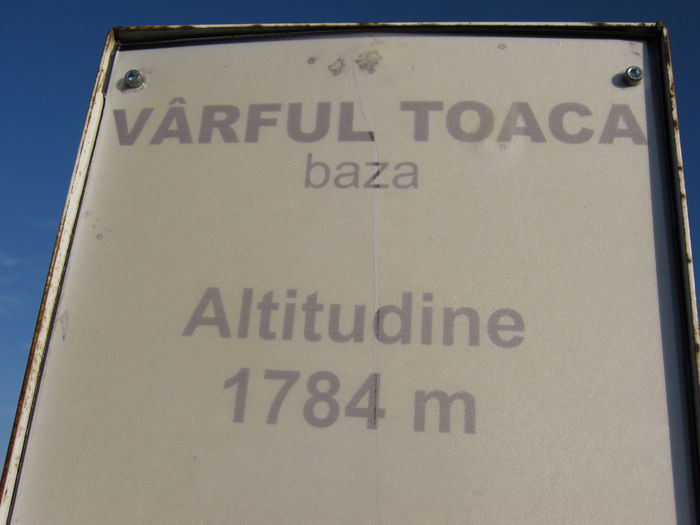 VÂRFUL TOACA
baza
Altitudine
1784 m